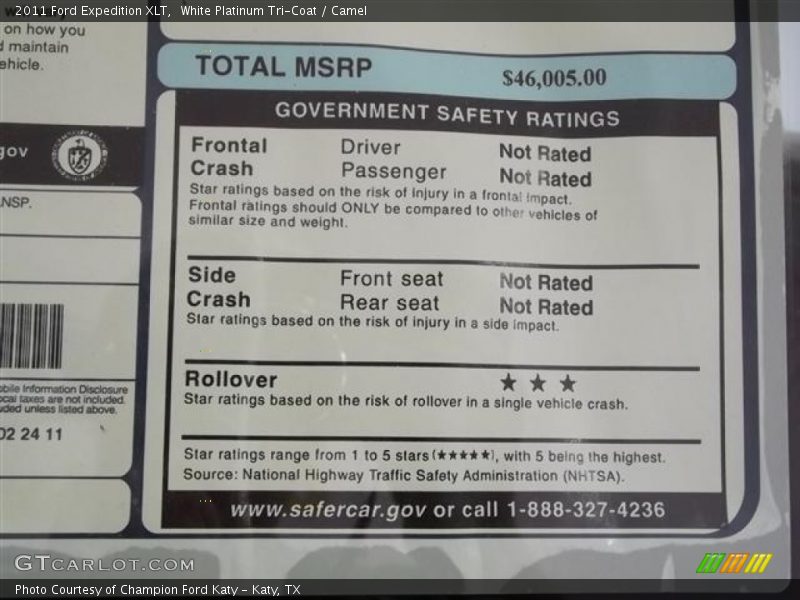 2011 Ford Expedition XLT,  White Platinum Tri-Coat / Camel
on how you
maintain
ehicle.
gov
NSP.
bile Information Disclosure
ocal taxes are not included.
uded unless listed above.
02 24 11
TOTAL MSRP $46,005.00
GOVERNMENT SAFETY RATINGS
Frontal Driver Not Rated
Crash Passenger Not Rated
Star ratings based on the risk of injury in a frontal impact.
Frontal ratings should ONLY be compared to other vehicles of
similar size and weight.
Side Front seat Not Rated
Crash Rear seat Not Rated
Star ratings based on the risk of injury in a side impact.
Rollover ★ ★ ★
Star ratings based on the risk of rollover in a single vehicle crash.
Star ratings range from 1 to 5 stars (★★★★★), with 5 being the highest.
Source: National Highway Traffic Safety Administration (NHTSA).
www.safercar.gov or call 1-888-327-4236
GTCARLOT.COM
Photo Courtesy of Champion Ford Katy - Katy, TX